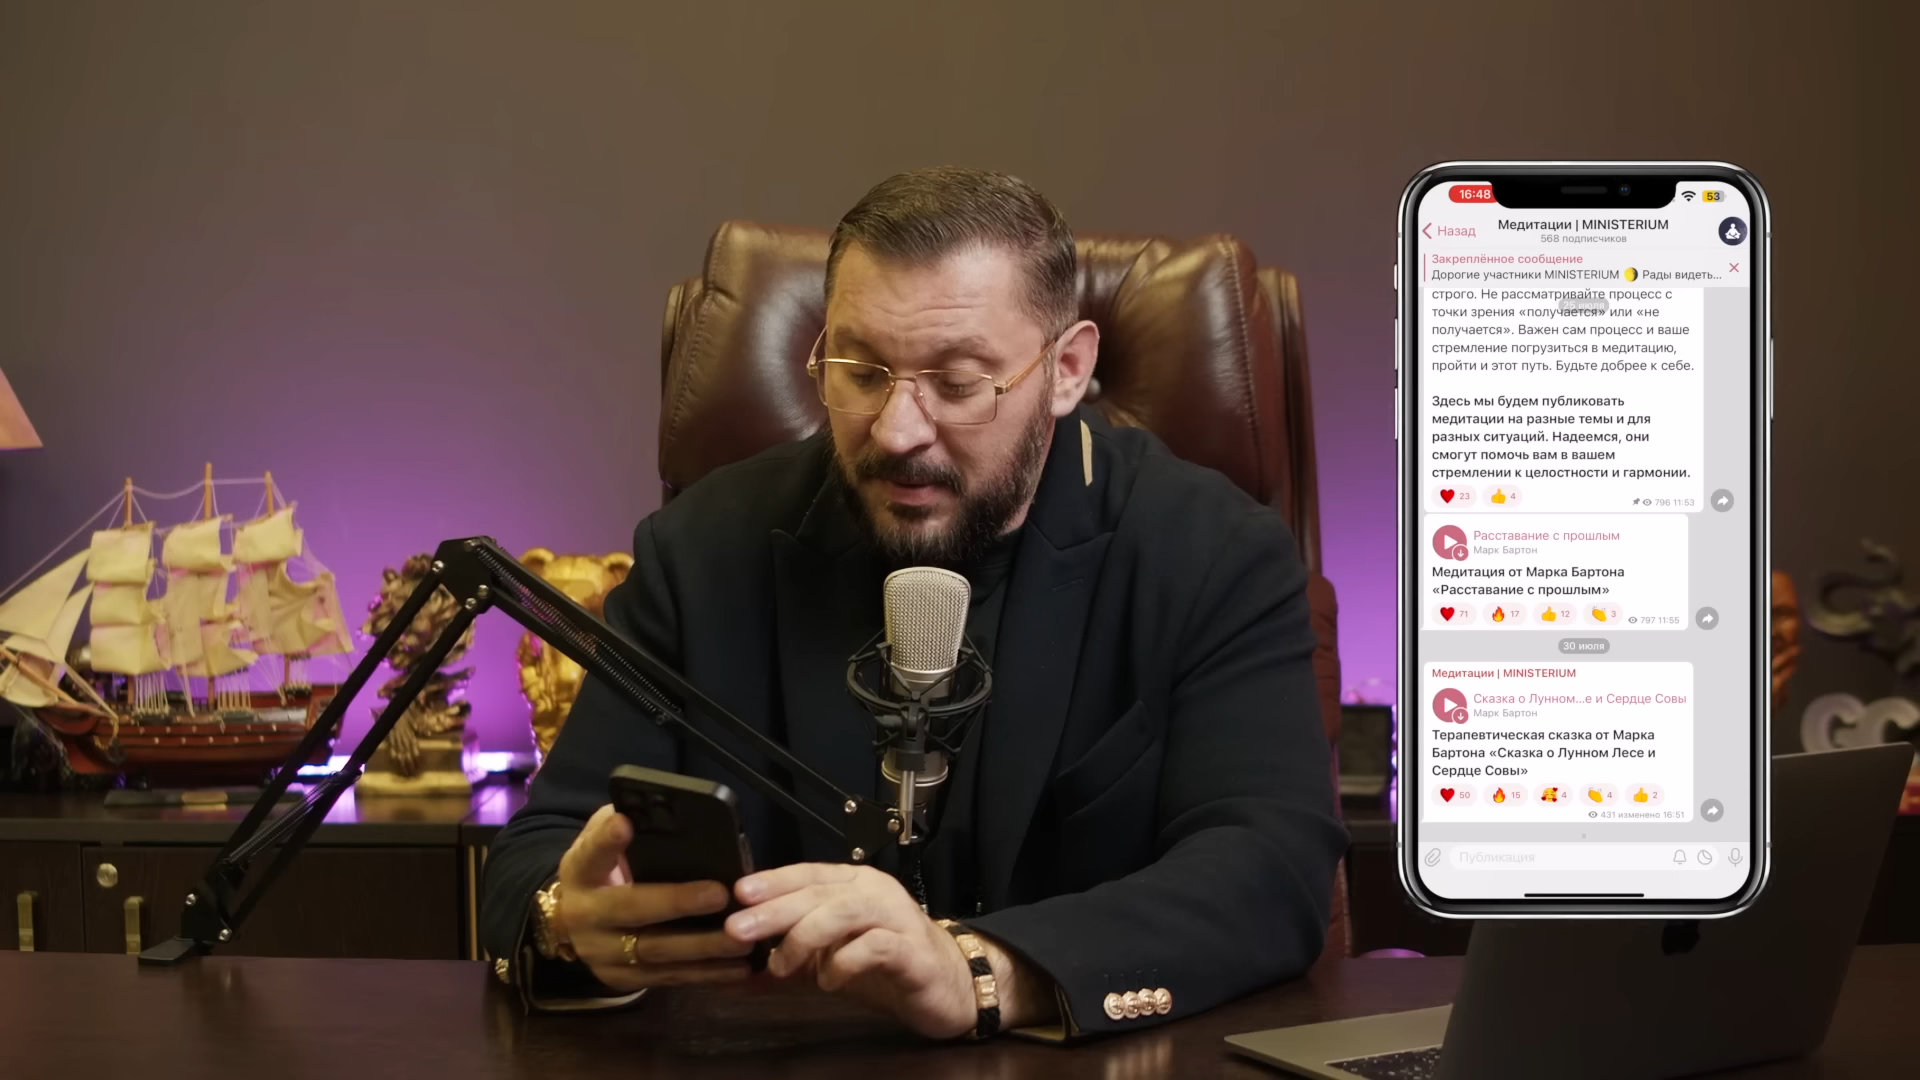 16:48
53
Назад
Медитации | MINISTERIUM
568 подписчиков
Закреплённое сообщение
Дорогие участники MINISTERIUM 🌖 Рады видеть...
25 июля
строго. Не рассматривайте процесс с
точки зрения «получается» или «не
получается». Важен сам процесс и ваше
стремление погрузиться в медитацию,
пройти и этот путь. Будьте добрее к себе.
Здесь мы будем публиковать
медитации на разные темы и для
разных ситуаций. Надеемся, они
смогут помочь вам в вашем
стремлении к целостности и гармонии.
23 4
796 11:53
Расставание с прошлым
Марк Бартон
Медитация от Марка Бартона
«Расставание с прошлым»
71 17 12 3
797 11:55
30 июля
Медитации | MINISTERIUM
Сказка о Лунном...е и Сердце Совы
Марк Бартон
Терапевтическая сказка от Марка
Бартона «Сказка о Лунном Лесе и
Сердце Совы»
50 15 4 4 2
431 изменено 16:51
Публикация